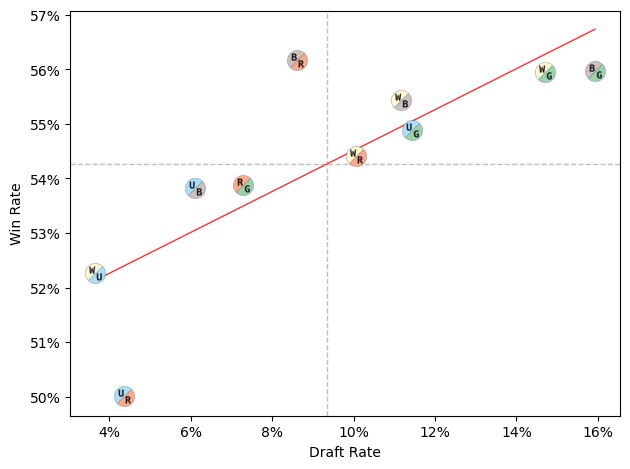 57%
56%
55%
54%
53%
52%
51%
50%
Win Rate
B R
W G
B G
W B
U G
W R
U B
R G
W U
U R
4% 6% 8% 10% 12% 14% 16%
Draft Rate